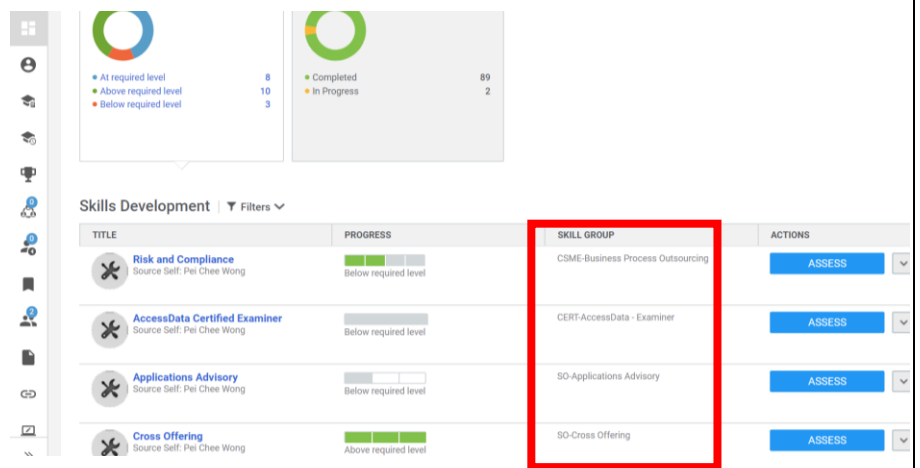 At required level 8
Above required level 10
Below required level 3
Completed 89
In Progress 2
0
0
2
Skills Development | Filters
TITLE PROGRESS SKILL GROUP ACTIONS
Risk and Compliance
Source Self: Pei Chee Wong
Below required level
CSME-Business Process Outsourcing
ASSESS
AccessData Certified Examiner
Source Self: Pei Chee Wong
Below required level
CERT-AccessData - Examiner
ASSESS
Applications Advisory
Source Self: Pei Chee Wong
Below required level
SO-Applications Advisory
ASSESS
Cross Offering
Source Self: Pei Chee Wong
Above required level
SO-Cross Offering
ASSESS